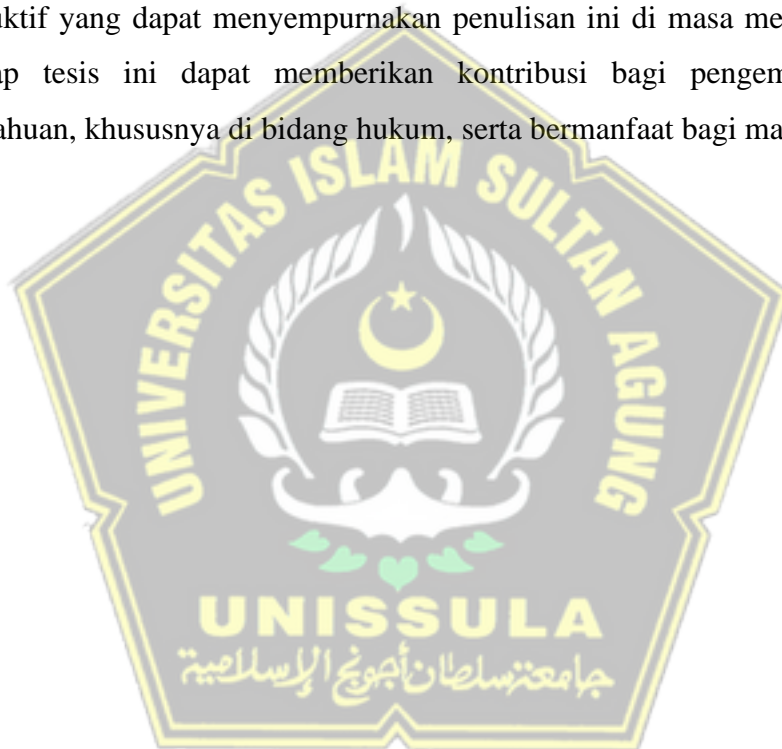 uktif yang dapat menyempurnakan penulisan ini di masa me
ap tesis ini dapat memberikan kontribusi bagi pengem
ahuan, khususnya di bidang hukum, serta bermanfaat bagi ma
UNIVERSITAS ISLAM SULTAN AGUNG
UNISSULA
جامعة سلطان أجونج الإسلامية